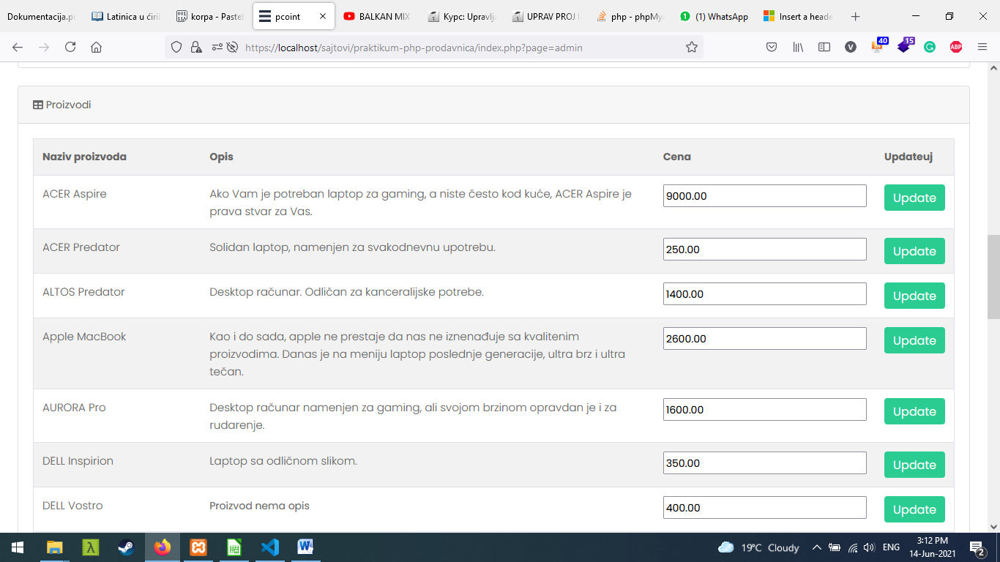 Dokumentacija.pd
Latinica u ćiril
korpa - Pastel
pcoint
BALKAN MIX
Курс: Upravlja
UPRAV PROJ
php - phpMyA
(1) WhatsApp
Insert a heade
https://localhost/sajtovi/praktikum-php-prodavnica/index.php?page=admin
V
40
15
ABP
Proizvodi
Naziv proizvoda Opis Cena Updateuj
ACER Aspire Ako Vam je potreban laptop za gaming, a niste često kod kuće, ACER Aspire je 9000.00 Update
prava stvar za Vas.
ACER Predator Solidan laptop, namenjen za svakodnevnu upotrebu. 250.00 Update
ALTOS Predator Desktop računar. Odličan za kanceralijske potrebe. 1400.00 Update
Apple MacBook Kao i do sada, apple ne prestaje da nas ne iznenađuje sa kvalitenim 2600.00 Update
proizvodima. Danas je na meniju laptop poslednje generacije, ultra brz i ultra
tečan.
AURORA Pro Desktop računar namenjen za gaming, ali svojom brzinom opravdan je i za 1600.00 Update
rudarenje.
DELL Inspirion Laptop sa odličnom slikom. 350.00 Update
DELL Vostro Proizvod nema opis 400.00 Update
19°C Cloudy
ENG
3:12 PM
14-Jun-2021
2